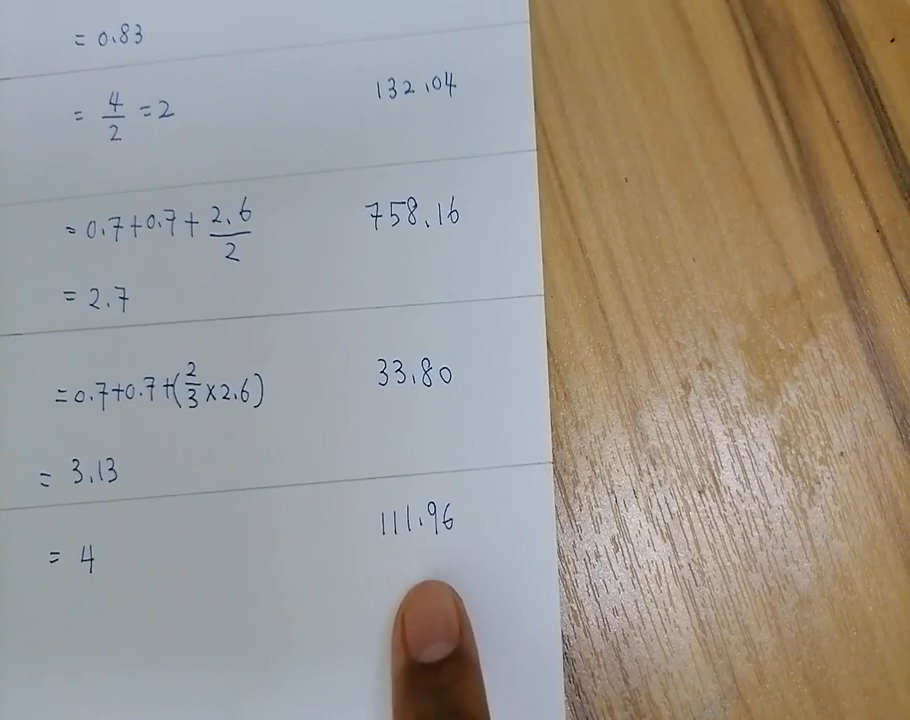 = 0.83
= 4/2 = 2 132.04
= 0.7+0.7+ 2.6/2 758.16
= 2.7
= 0.7+0.7+(2/3×2.6) 33.80
= 3.13
= 4 111.96